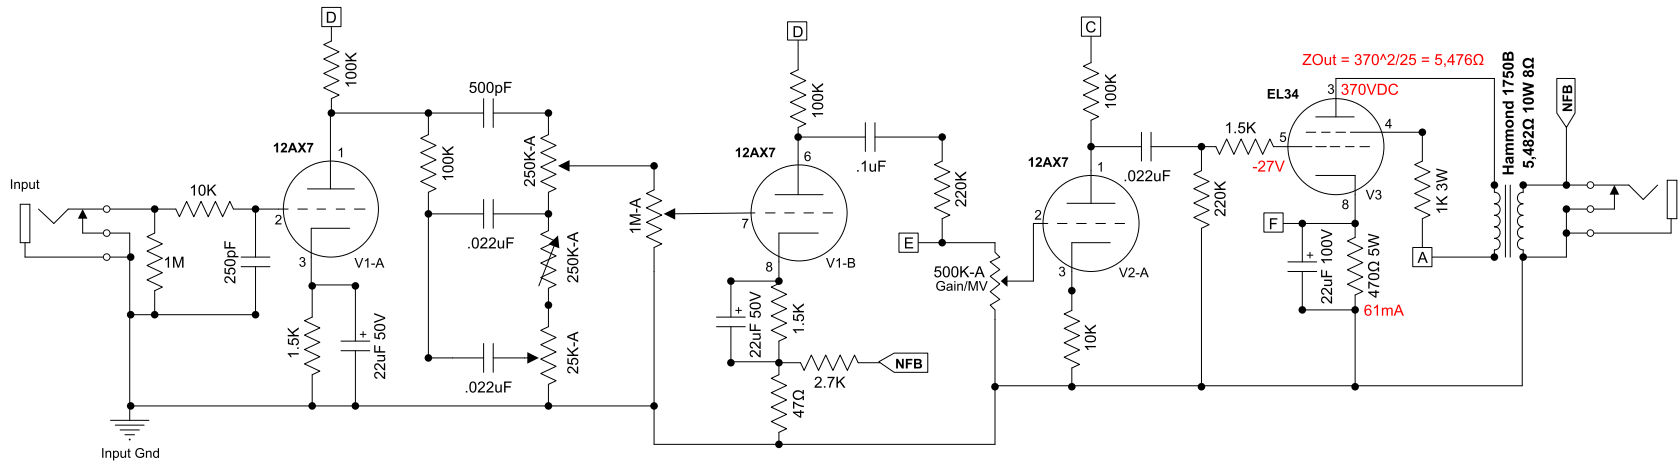 Input
10K
2
1M
250pF
Input Gnd
D
100K
12AX7
1
3
V1-A
1.5K
+
22uF 50V
100K
500pF
.022uF
.022uF
250K-A
250K-A
25K-A
1M-A
D
100K
12AX7
6
7
8
V1-B
+
22uF 50V
1.5K
2.7K
NFB
47Ω
.1uF
220K
E
500K-A
Gain/MV
C
100K
12AX7
1
2
3
V2-A
10K
.022uF
220K
1.5K
5
-27V
ZOut = 370^2/25 = 5,476Ω
3
370VDC
EL34
4
V3
8
F
+
22uF 100V
470Ω 5W
61mA
1K 3W
A
Hammond 1750B
5,482Ω 10W 8Ω
NFB